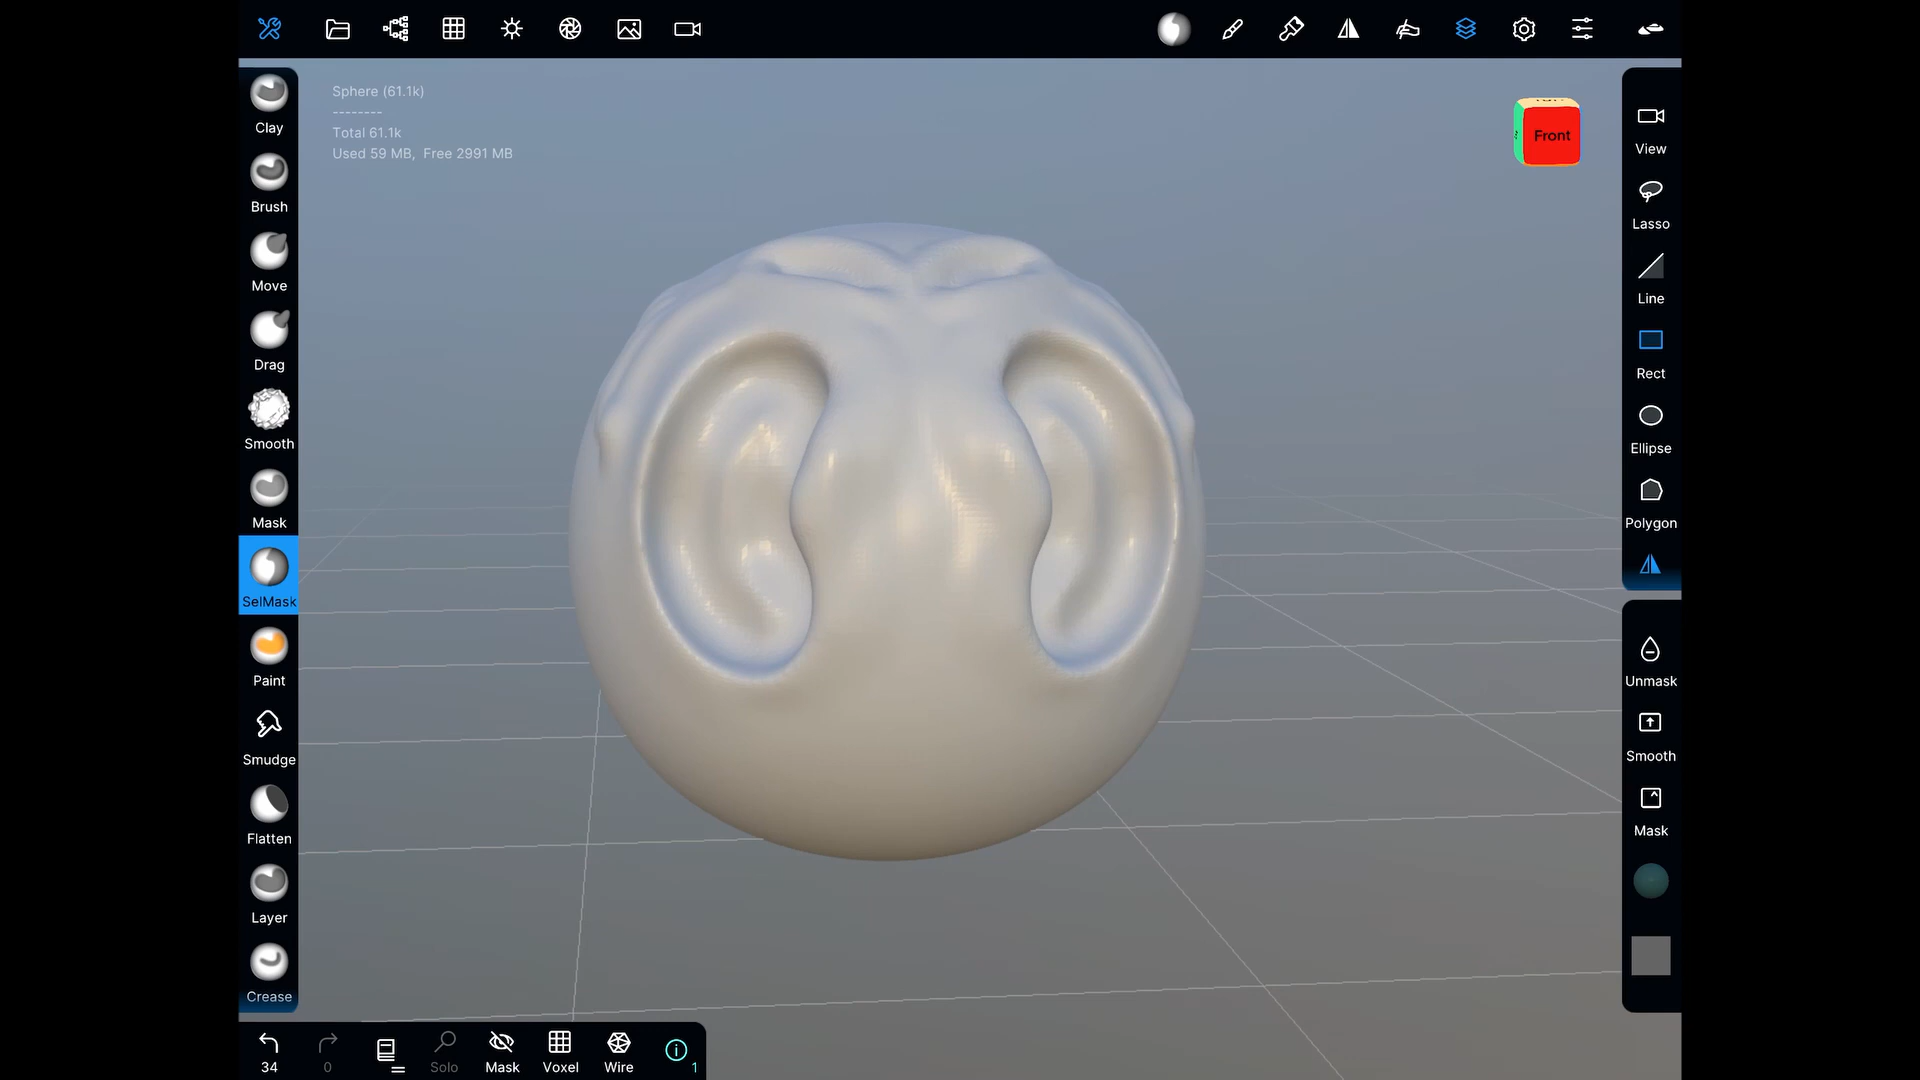 Sphere (61.1k)
--------
Total 61.1k
Used 59 MB, Free 2991 MB
Front
Clay
Brush
Move
Drag
Smooth
Mask
SelMask
Paint
Smudge
Flatten
Layer
Crease
View
Lasso
Line
Rect
Ellipse
Polygon
Unmask
Smooth
Mask
34
0
Solo
Mask
Voxel
Wire
1